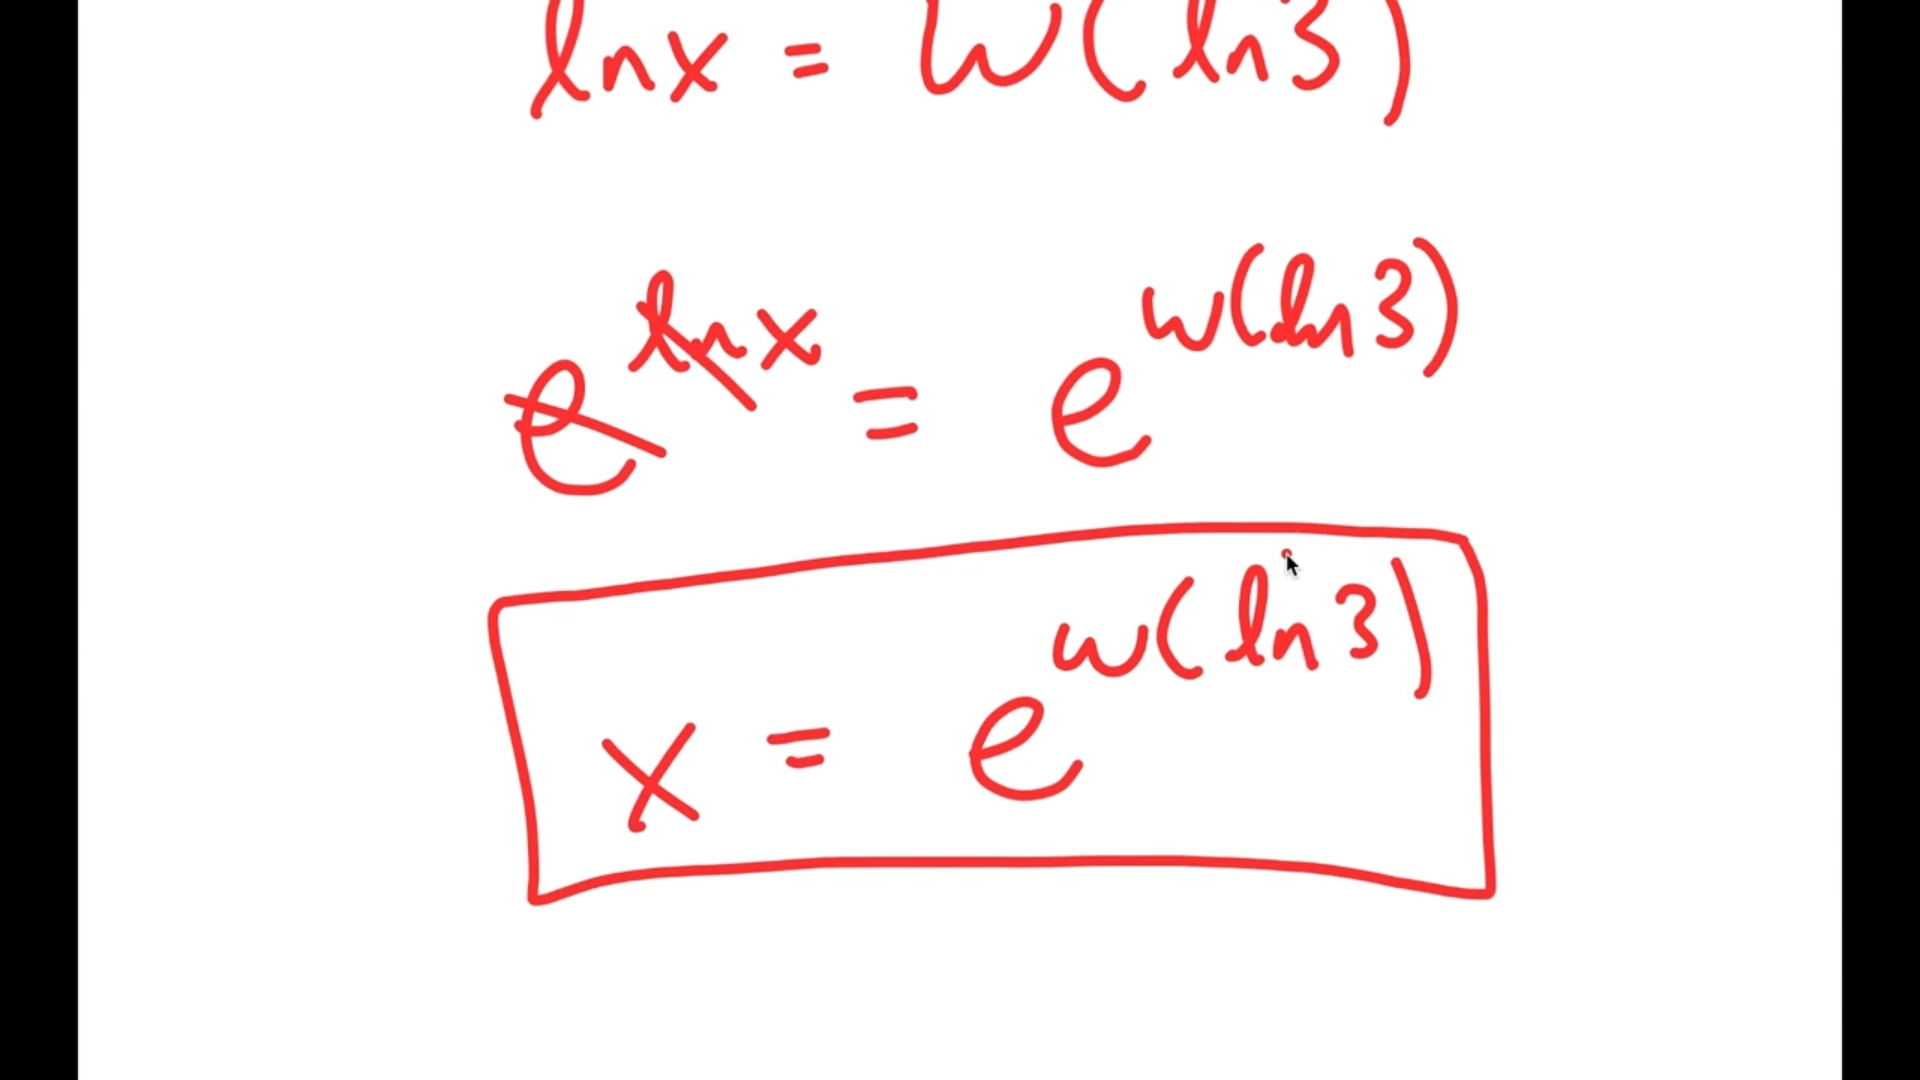 ln x = W(ln 3)
e^{ln x} = e^{W(ln 3)}
x = e^{W(ln 3)}